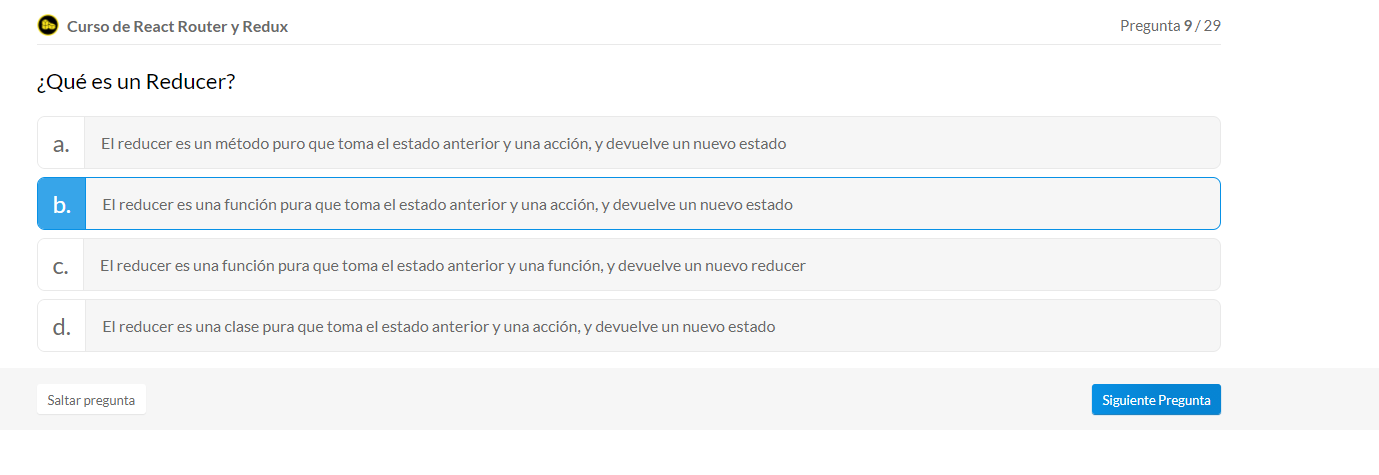 Curso de React Router y Redux
Pregunta 9 / 29
¿Qué es un Reducer?
a. El reducer es un método puro que toma el estado anterior y una acción, y devuelve un nuevo estado
b. El reducer es una función pura que toma el estado anterior y una acción, y devuelve un nuevo estado
c. El reducer es una función pura que toma el estado anterior y una función, y devuelve un nuevo reducer
d. El reducer es una clase pura que toma el estado anterior y una acción, y devuelve un nuevo estado
Saltar pregunta
Siguiente Pregunta